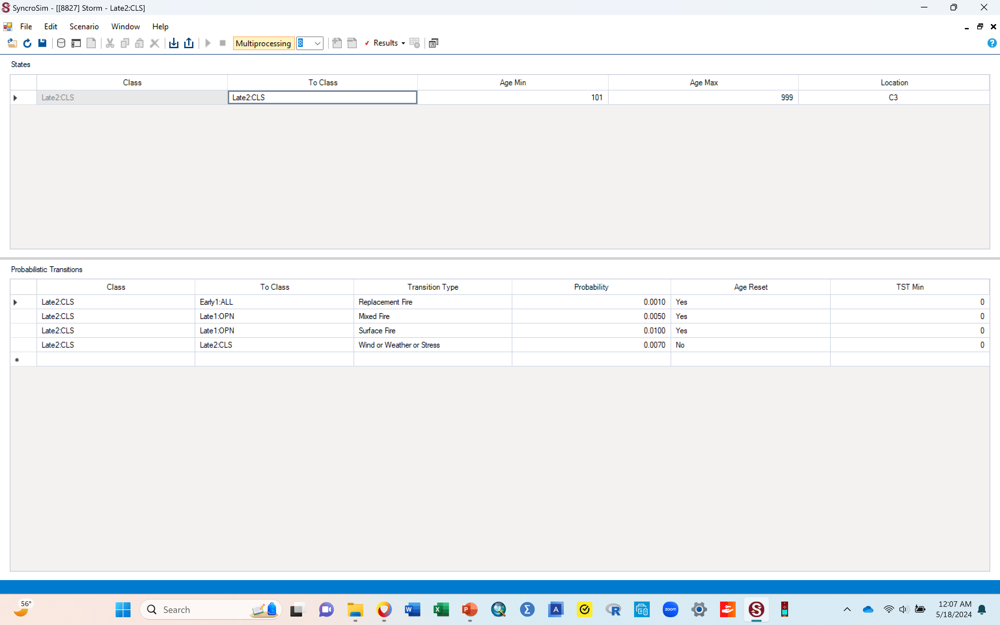 SyncroSim - [[8827] Storm - Late2:CLS]
File Edit Scenario Window Help
Multiprocessing 8 Results
States
Class To Class Age Min Age Max Location
Late2:CLS Late2:CLS 101 999 C3
Probabilistic Transitions
Class To Class Transition Type Probability Age Reset TST Min
Late2:CLS Early1:ALL Replacement Fire 0.0010 Yes 0
Late2:CLS Late1:OPN Mixed Fire 0.0050 Yes 0
Late2:CLS Late1:OPN Surface Fire 0.0100 Yes 0
Late2:CLS Late2:CLS Wind or Weather or Stress 0.0070 No 0
56° Search zoom 12:07 AM
5/18/2024